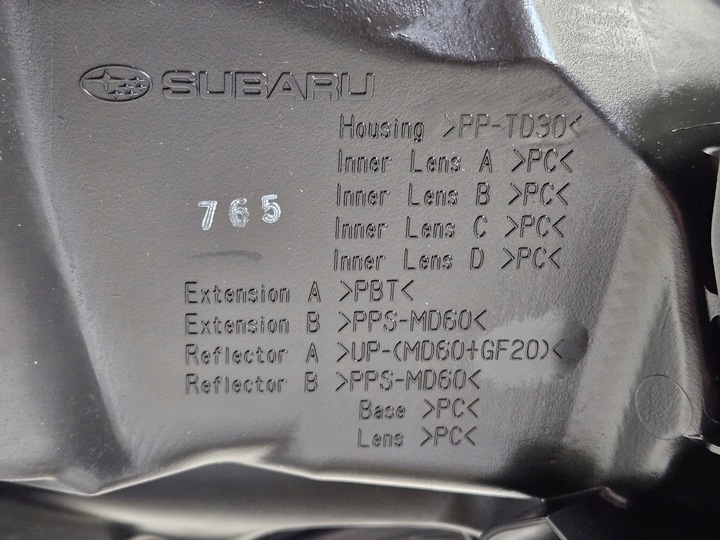 SUBARU
Housing >PP-TD30<
Inner Lens A >PC<
Inner Lens B >PC<
765
Inner Lens C >PC<
Inner Lens D >PC<
Extension A >PBT<
Extension B >PPS-MD60<
Reflector A >UP-(MD60+GF20)<
Reflector B >PPS-MD60<
Base >PC<
Lens >PC<